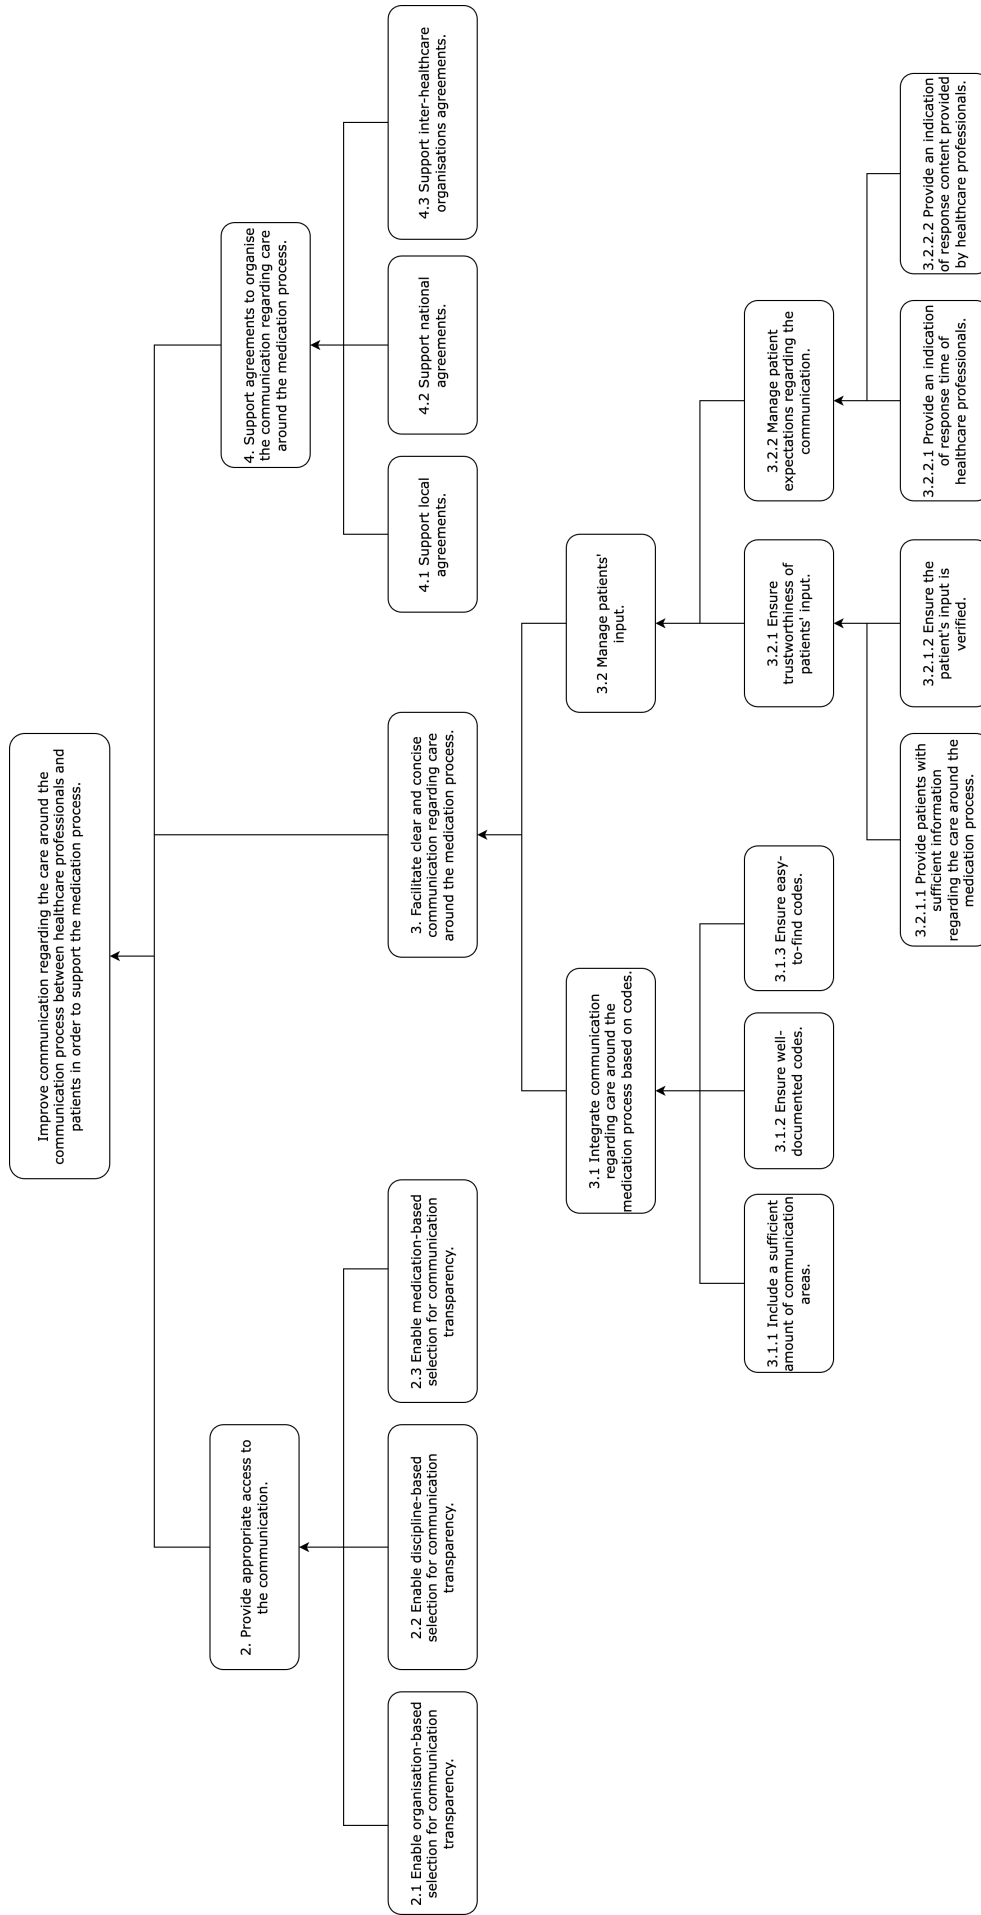 Improve communication regarding the care around the
communication process between healthcare professionals and
patients in order to support the medication process.
2. Provide appropriate access to
the communication.
2.1 Enable organisation-based
selection for communication
transparency.
2.2 Enable discipline-based
selection for communication
transparency.
2.3 Enable medication-based
selection for communication
transparency.
3. Facilitate clear and concise
communication regarding care
around the medication process.
3.1 Integrate communication
regarding care around the
medication process based on codes.
3.1.1 Include a sufficient
amount of communication
areas.
3.1.2 Ensure well-
documented codes.
3.1.3 Ensure easy-
to-find codes.
3.2 Manage patients'
input.
3.2.1 Ensure
trustworthiness of
patients' input.
3.2.1.1 Provide patients with
sufficient information
regarding the care around the
medication process.
3.2.1.2 Ensure the
patient's input is
verified.
3.2.2 Manage patient
expectations regarding the
communication.
3.2.2.1 Provide an indication
of response time of
healthcare professionals.
3.2.2.2 Provide an indication
of response content provided
by healthcare professionals.
4. Support agreements to organise
the communication regarding care
around the medication process.
4.1 Support local
agreements.
4.2 Support national
agreements.
4.3 Support inter-healthcare
organisations agreements.